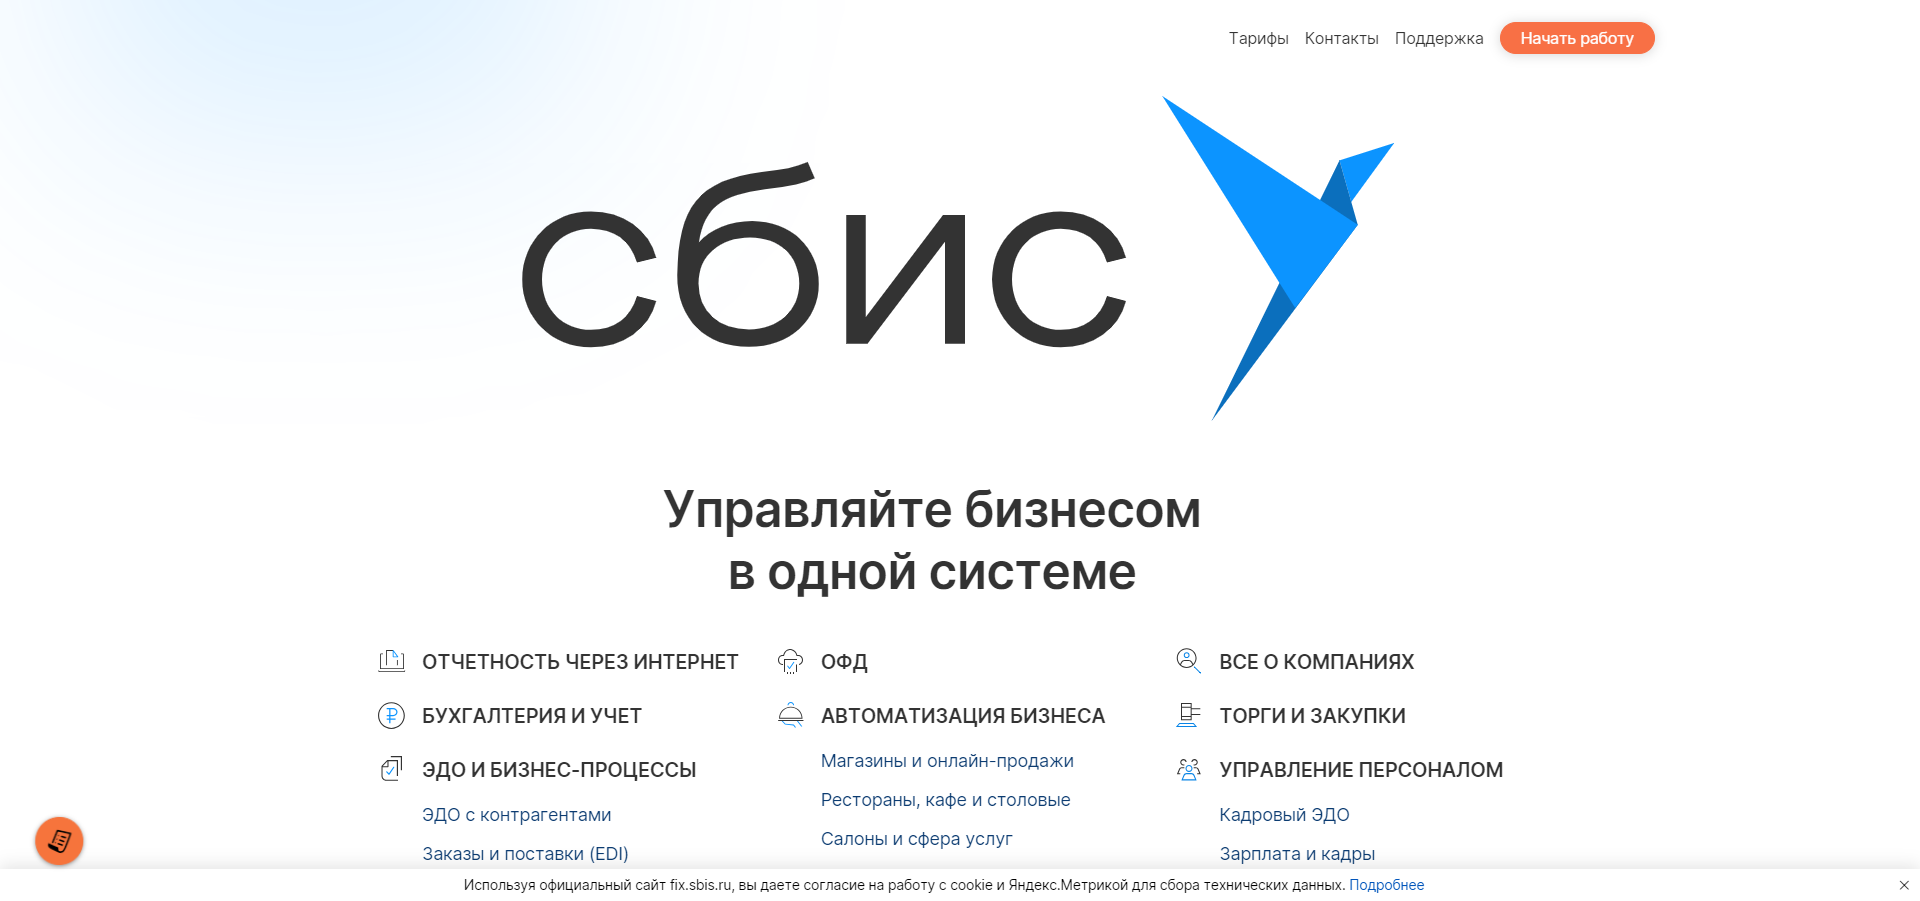 Тарифы Контакты Поддержка Начать работу
сбис
Управляйте бизнесом
в одной системе
ОТЧЕТНОСТЬ ЧЕРЕЗ ИНТЕРНЕТ
БУХГАЛТЕРИЯ И УЧЕТ
ЭДО И БИЗНЕС-ПРОЦЕССЫ
ЭДО с контрагентами
Заказы и поставки (EDI)
ОФД
АВТОМАТИЗАЦИЯ БИЗНЕСА
Магазины и онлайн-продажи
Рестораны, кафе и столовые
Салоны и сфера услуг
ВСЕ О КОМПАНИЯХ
ТОРГИ И ЗАКУПКИ
УПРАВЛЕНИЕ ПЕРСОНАЛОМ
Кадровый ЭДО
Зарплата и кадры
Используя официальный сайт fix.sbis.ru, вы даете согласие на работу с cookie и Яндекс.Метрикой для сбора технических данных. Подробнее